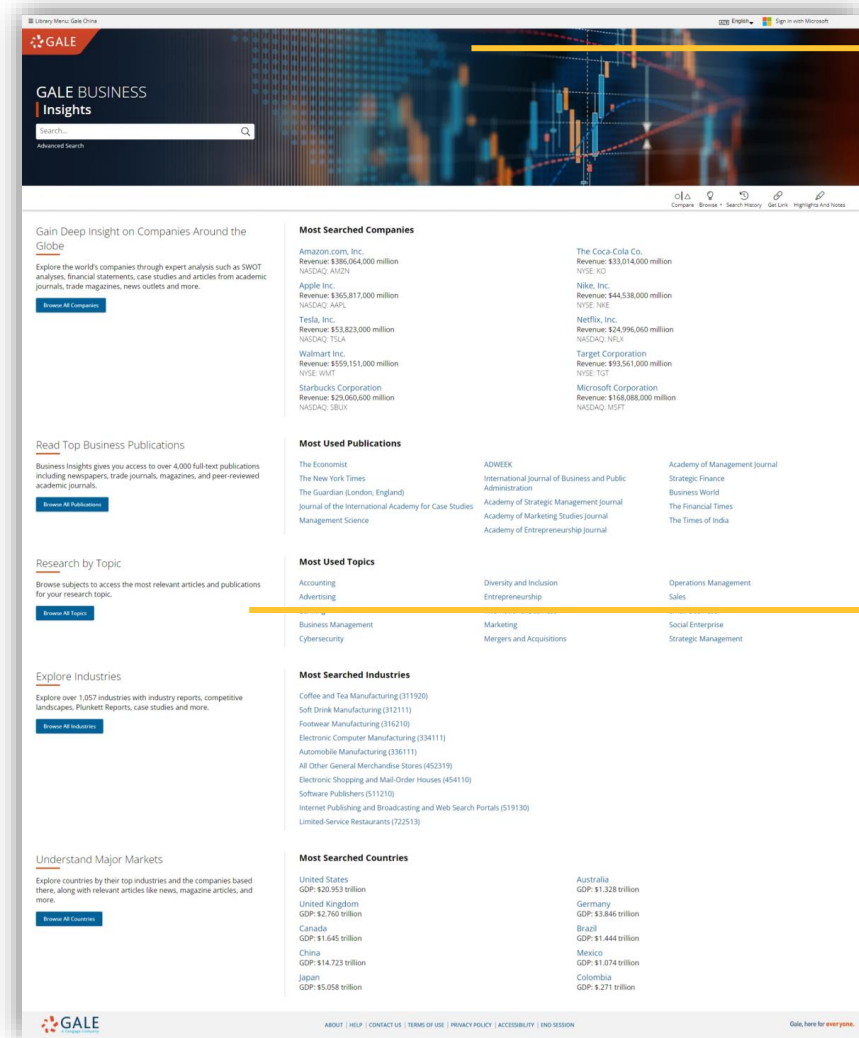 Library Menu: Gale China
English
Sign in with Microsoft
GALE
GALE BUSINESS
Insights
Search...
Advanced Search
Compare Browse Search History Get Link Highlights And Notes
Gain Deep Insight on Companies Around the
Globe
Explore the world's companies through expert analysis such as SWOT
analyses, financial statements, case studies and articles from academic
journals, trade magazines, news outlets and more.
Browse All Companies
Most Searched Companies
Amazon.com, Inc.
Revenue: $386,064,000 million
NASDAQ: AMZN
Apple Inc.
Revenue: $365,817,000 million
NASDAQ: AAPL
Tesla, Inc.
Revenue: $53,823,000 million
NASDAQ: TSLA
Walmart Inc.
Revenue: $559,151,000 million
NYSE: WMT
Starbucks Corporation
Revenue: $29,060,600 million
NASDAQ: SBUX
The Coca-Cola Co.
Revenue: $33,014,000 million
NYSE: KO
Nike, Inc.
Revenue: $44,538,000 million
NYSE: NKE
Netflix, Inc.
Revenue: $24,996,060 million
NASDAQ: NFLX
Target Corporation
Revenue: $93,561,000 million
NYSE: TGT
Microsoft Corporation
Revenue: $168,088,000 million
NASDAQ: MSFT
Read Top Business Publications
Business Insights gives you access to over 4,000 full-text publications
including newspapers, trade journals, magazines, and peer-reviewed
academic journals.
Browse All Publications
Most Used Publications
The Economist
The New York Times
The Guardian (London, England)
Journal of the International Academy for Case Studies
Management Science
ADWEEK
International Journal of Business and Public
Administration
Academy of Strategic Management Journal
Academy of Marketing Studies Journal
Academy of Entrepreneurship Journal
Academy of Management Journal
Strategic Finance
Business World
The Financial Times
The Times of India
Research by Topic
Browse subjects to access the most relevant articles and publications
for your research topic.
Browse All Topics
Most Used Topics
Accounting
Advertising
Business Management
Cybersecurity
Diversity and Inclusion
Entrepreneurship
Marketing
Mergers and Acquisitions
Operations Management
Sales
Social Enterprise
Strategic Management
Explore Industries
Explore over 1,057 industries with industry reports, competitive
landscapes, Plunkett Reports, case studies and more.
Browse All Industries
Most Searched Industries
Coffee and Tea Manufacturing (311920)
Soft Drink Manufacturing (312111)
Footwear Manufacturing (316210)
Electronic Computer Manufacturing (334111)
Automobile Manufacturing (336111)
All Other General Merchandise Stores (452319)
Electronic Shopping and Mail-Order Houses (454110)
Software Publishers (511210)
Internet Publishing and Broadcasting and Web Search Portals (519130)
Limited-Service Restaurants (722513)
Understand Major Markets
Explore countries by their top industries and the companies based
there, along with relevant articles like news, magazine articles, and
more.
Browse All Countries
Most Searched Countries
United States
GDP: $20.953 trillion
United Kingdom
GDP: $2.760 trillion
Canada
GDP: $1.645 trillion
China
GDP: $14.723 trillion
Japan
GDP: $5.058 trillion
Australia
GDP: $1.328 trillion
Germany
GDP: $3.846 trillion
Brazil
GDP: $1.444 trillion
Mexico
GDP: $1.074 trillion
Colombia
GDP: $.271 trillion
GALE
A Cengage Company
ABOUT | HELP | CONTACT US | TERMS OF USE | PRIVACY POLICY | ACCESSIBILITY | END SESSION
Gale, here for everyone.